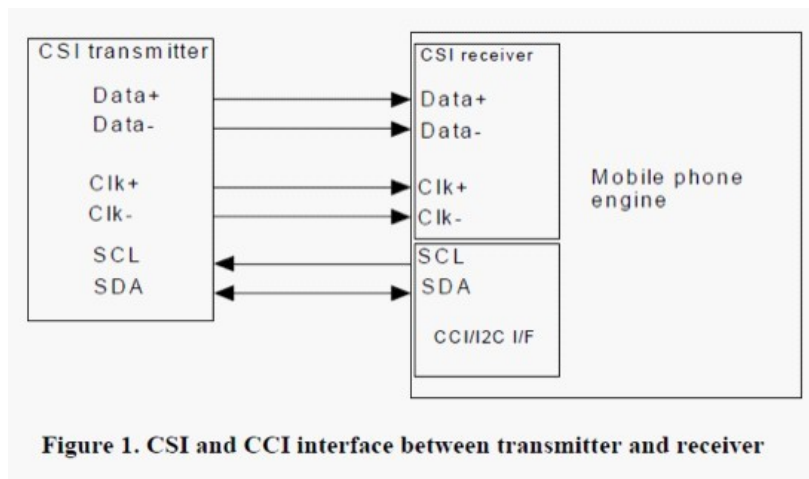 CSI transmitter
Data+
Data-
Clk+
Clk-
SCL
SDA
CSI receiver
Data+
Data-
Clk+
Clk-
SCL
SDA
CCI/I2C I/F
Mobile phone
engine
Figure 1. CSI and CCI interface between transmitter and receiver